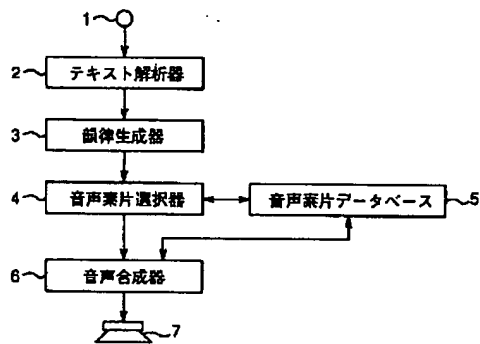 1
2 テキスト解析器
3 韻律生成器
4 音声素片選択器
音声素片データベース 5
6 音声合成器
7